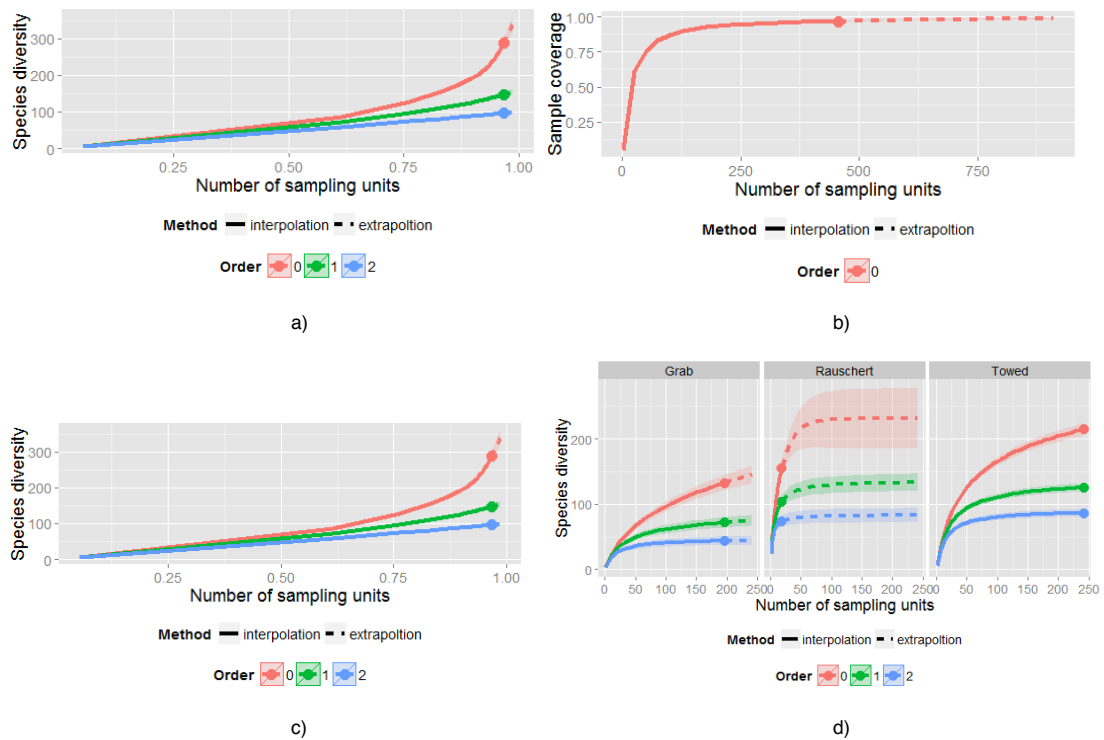 Species diversity
300
200
100
0
0.25 0.50 0.75 1.00
Number of sampling units
Method interpolation extrapoltion
Order 0 1 2
a)
Sample coverage
1.00
0.75
0.50
0.25
0 250 500 750
Number of sampling units
Method interpolation extrapoltion
Order 0
b)
Species diversity
300
200
100
0
0.25 0.50 0.75 1.00
Number of sampling units
Method interpolation extrapoltion
Order 0 1 2
c)
Grab Rauschert Towed
Species diversity
200
100
0
0 50 100 150 200 250 0 50 100 150 200 250 0 50 100 150 200 250
Number of sampling units
Method interpolation extrapoltion
Order 0 1 2
d)